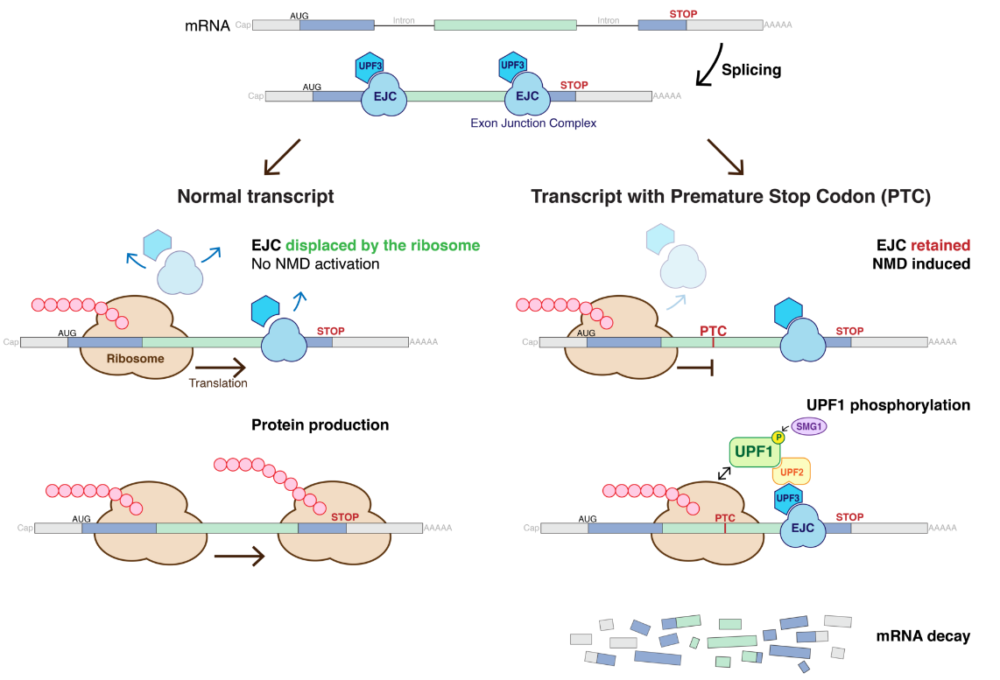 mRNA Cap AUG Intron Intron STOP AAAAA
Splicing
UPF3 UPF3
Cap AUG EJC EJC STOP AAAAA
Exon Junction Complex
Normal transcript
EJC displaced by the ribosome
No NMD activation
Cap AUG STOP AAAAA
Ribosome
Translation
Protein production
Cap AUG STOP AAAAA
Transcript with Premature Stop Codon (PTC)
EJC retained
NMD induced
Cap AUG PTC STOP AAAAA
UPF1 phosphorylation
P SMG1
UPF1
UPF2
UPF3
Cap AUG PTC EJC STOP AAAAA
mRNA decay